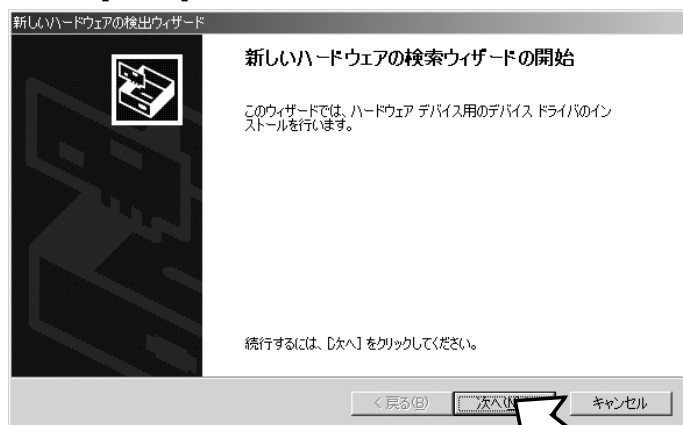 新しいハードウェアの検出ウィザード
新しいハードウェアの検索ウィザードの開始
このウィザードでは、ハードウェア デバイス用のデバイス ドライバのイン
ストールを行います。
続行するには、[次へ] をクリックしてください。
< 戻る(B)
次へ(N
キャンセル